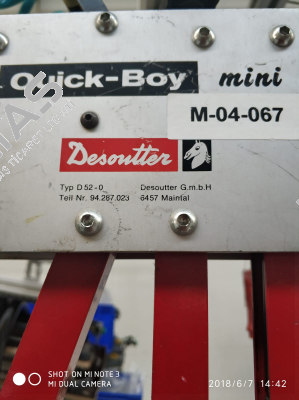 Quick-Boy mini
M-04-067
Desoutter
Typ D 52-0 Desoutter G.m.b.H
Teil Nr. 94.287.023 6457 Maintal
SHOT ON MI NOTE 3
MI DUAL CAMERA
2018/6/7 14:42